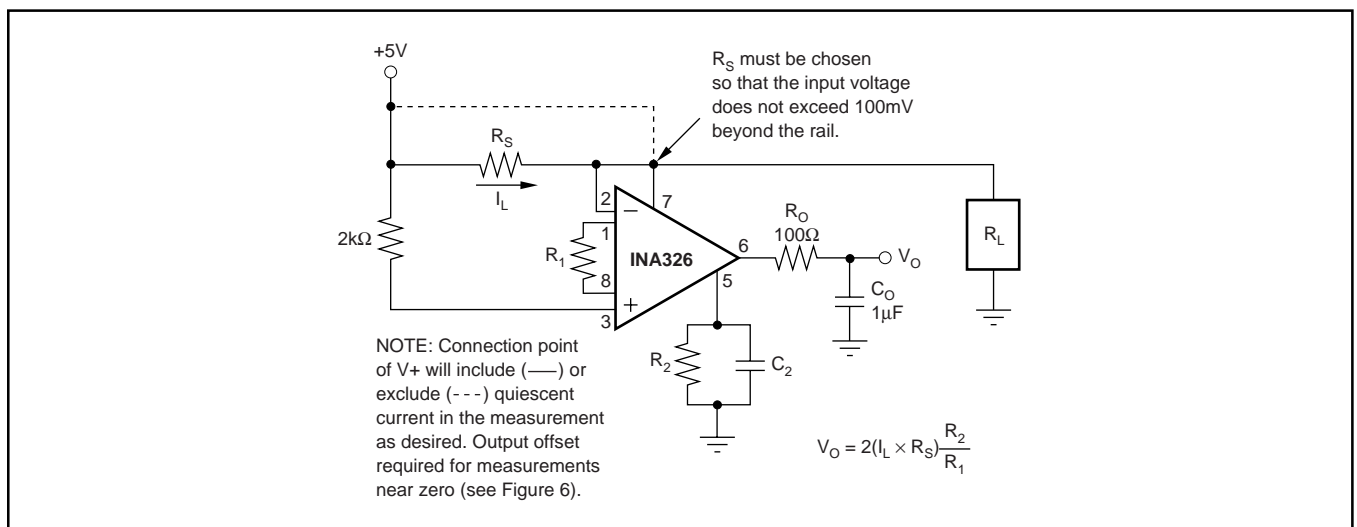 +5V
R_S must be chosen
so that the input voltage
does not exceed 100mV
beyond the rail.
R_S
I_L
2
7
1
R_1
INA326
8
3
6
5
2kΩ
R_O
100Ω
V_O
R_L
C_O
1µF
R_2
C_2
NOTE: Connection point
of V+ will include (—) or
exclude (- - -) quiescent
current in the measurement
as desired. Output offset
required for measurements
near zero (see Figure 6).
V_O = 2(I_L × R_S) R_2/R_1